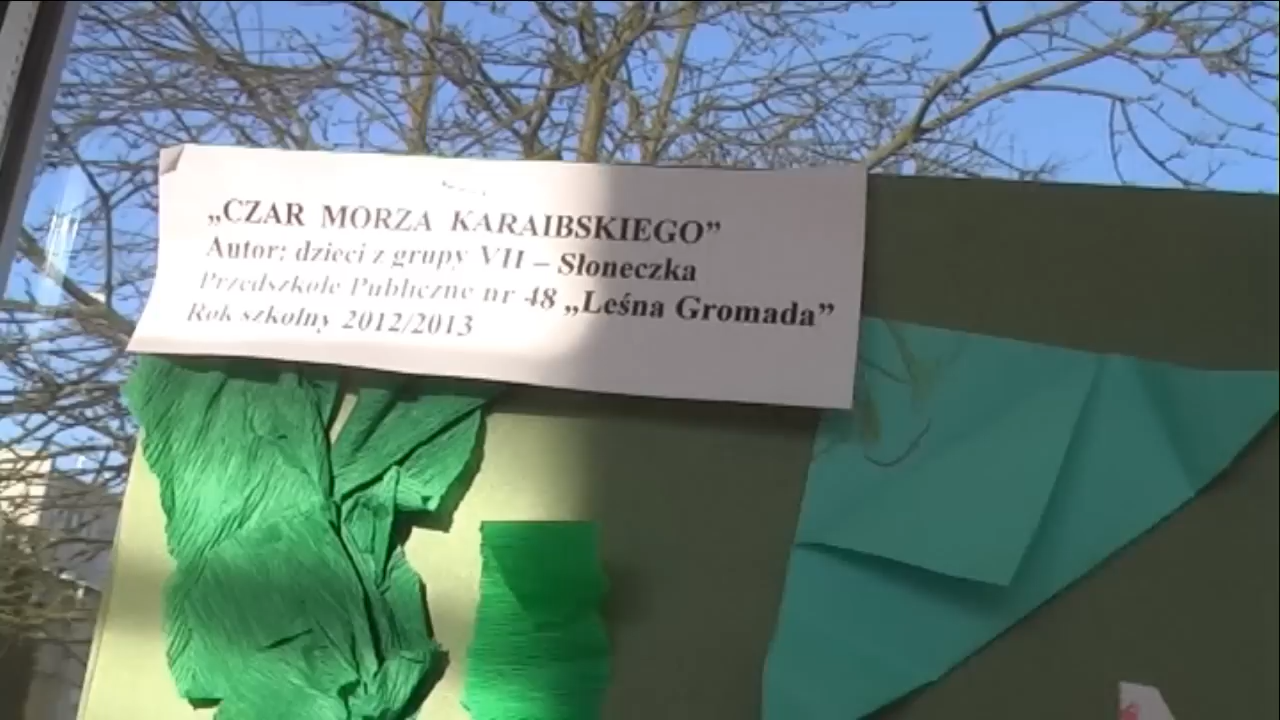 „CZAR MORZA KARAIBSKIEGO”
Autor: dzieci z grupy VII – Słoneczka
Przedszkole Publiczne nr 48 „Leśna Gromada”
Rok szkolny 2012/2013